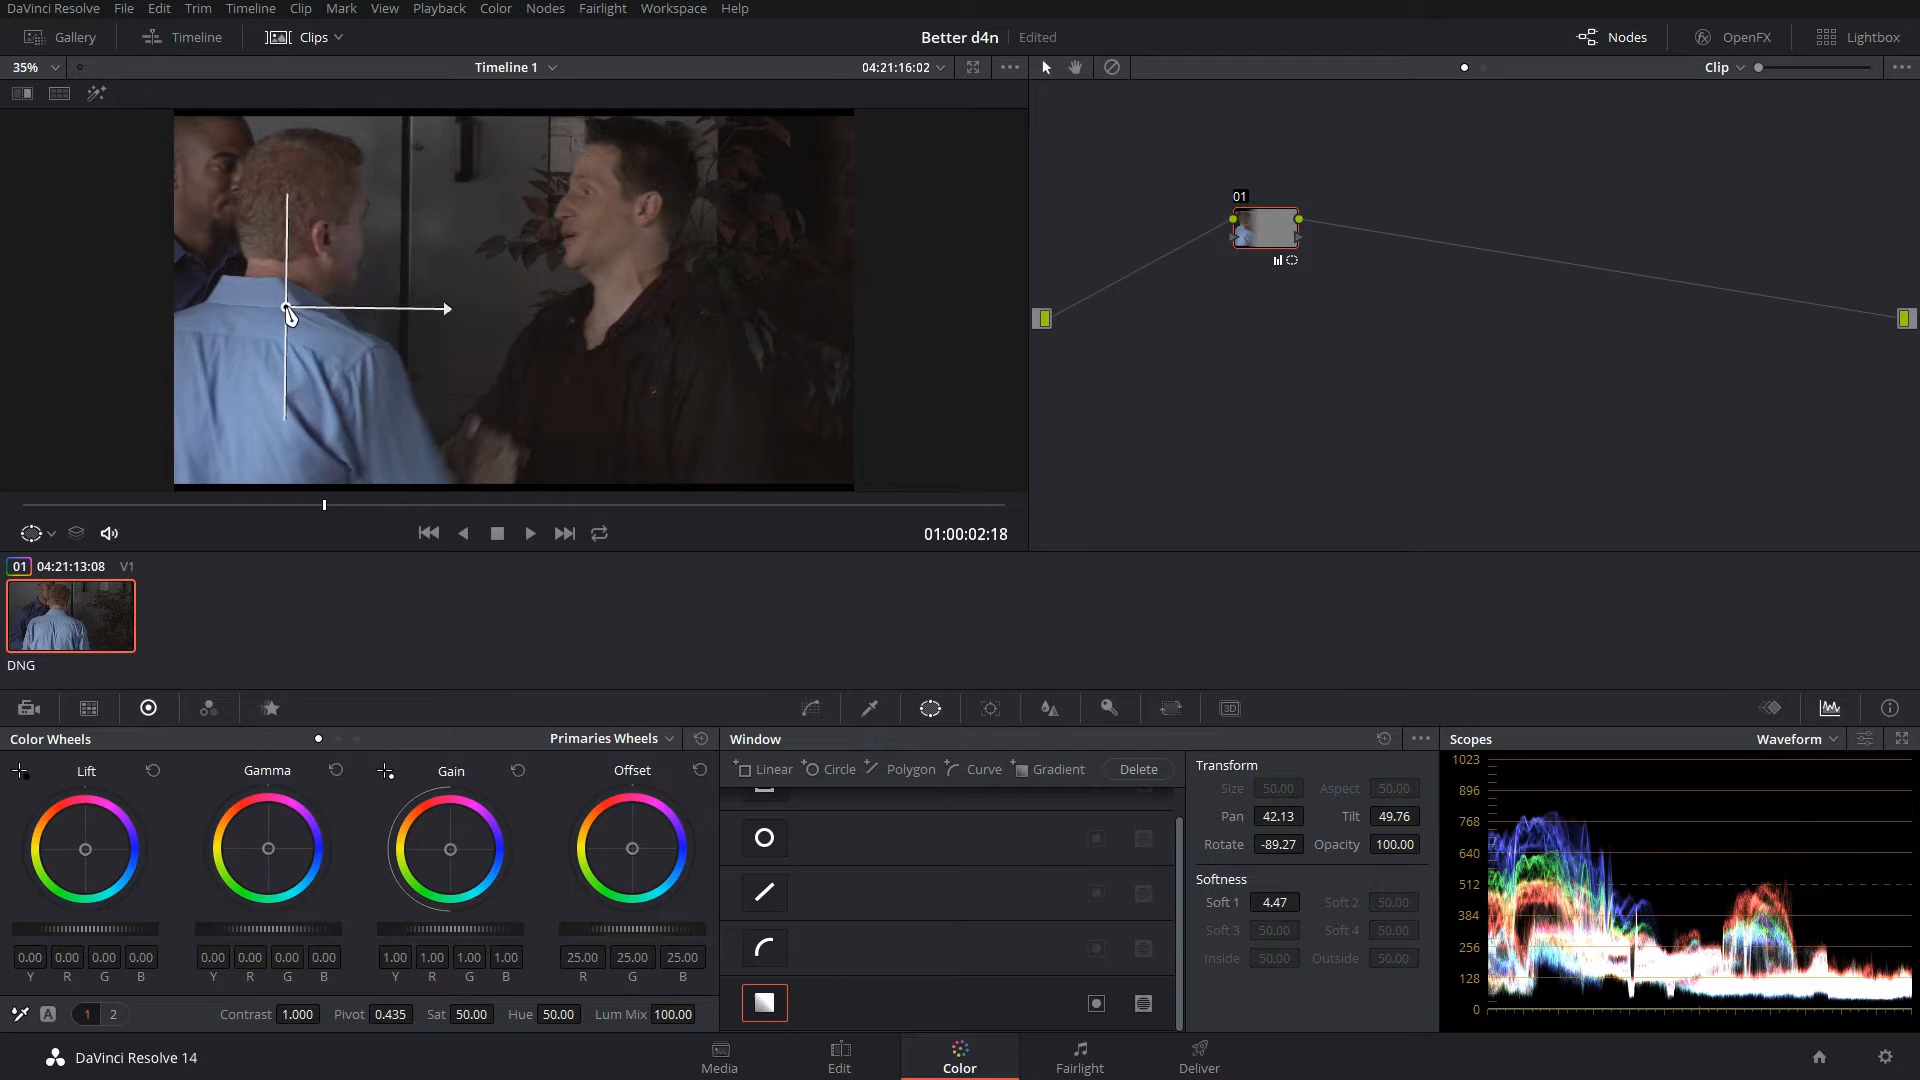 DaVinci Resolve File Edit Trim Timeline Clip Mark View Playback Color Nodes Fairlight Workspace Help
Gallery Timeline Clips Better d4n Edited Nodes OpenFX Lightbox
35% Timeline 1 04:21:16:02 Clip
01
01:00:02:18
01 04:21:13:08 V1
DNG
3D
Color Wheels Primaries Wheels Window Scopes Waveform
Lift Gamma Gain Offset
Linear Circle Polygon Curve Gradient Delete
Transform
Size 50.00 Aspect 50.00
Pan 42.13 Tilt 49.76
Rotate -89.27 Opacity 100.00
Softness
Soft 1 4.47 Soft 2 50.00
Soft 3 50.00 Soft 4 50.00
Inside 50.00 Outside 50.00
1023
896
768
640
512
384
256
128
0
0.00 0.00 0.00 0.00 0.00 0.00 0.00 0.00 1.00 1.00 1.00 1.00 25.00 25.00 25.00
Y R G B Y R G B Y R G B R G B
A 1 2 Contrast 1.000 Pivot 0.435 Sat 50.00 Hue 50.00 Lum Mix 100.00
DaVinci Resolve 14 Media Edit Color Fairlight Deliver